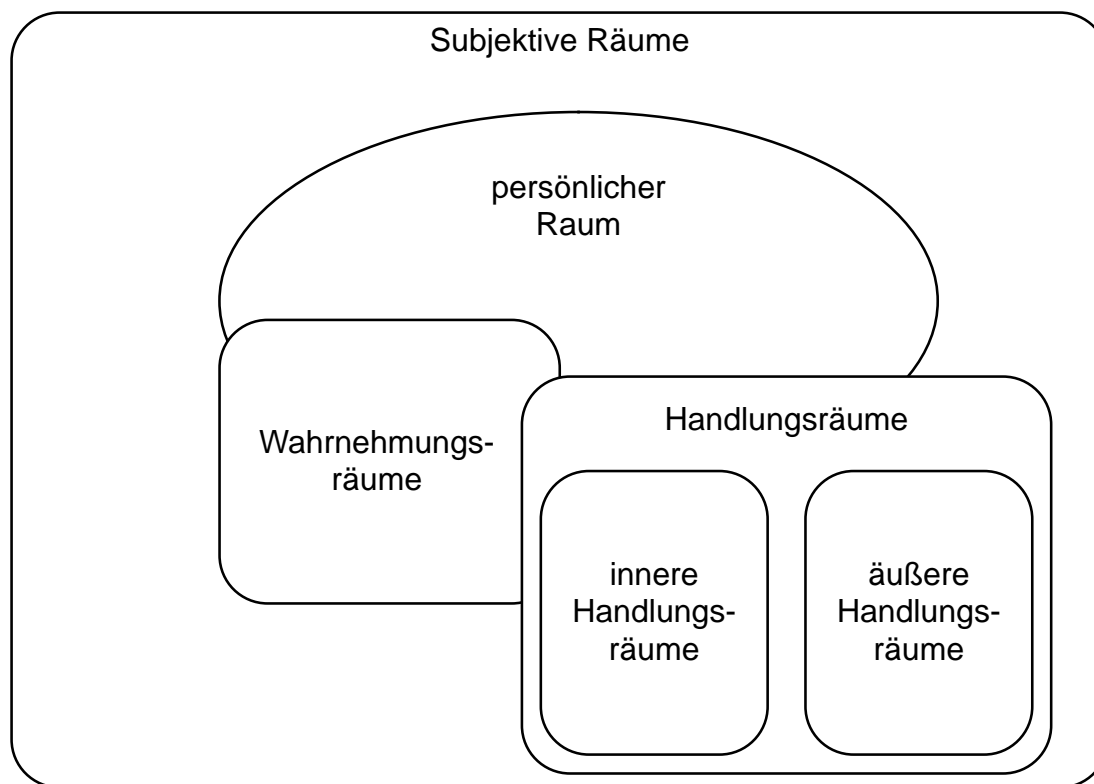 Subjektive Räume
persönlicher
Raum
Wahrnehmungs-
räume
Handlungsräume
innere
Handlungs-
räume
äußere
Handlungs-
räume